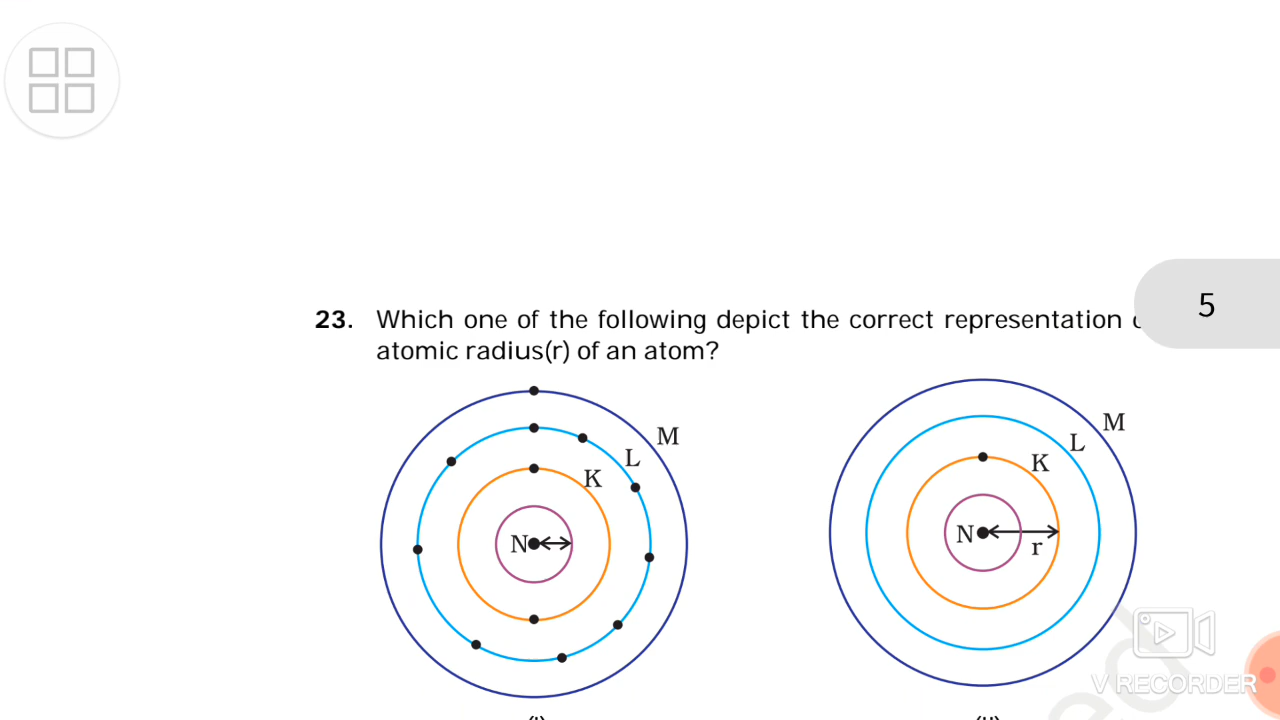 5
23. Which one of the following depict the correct representation
atomic radius(r) of an atom?
M
L
K
N
M
L
K
N
r
V RECORDER